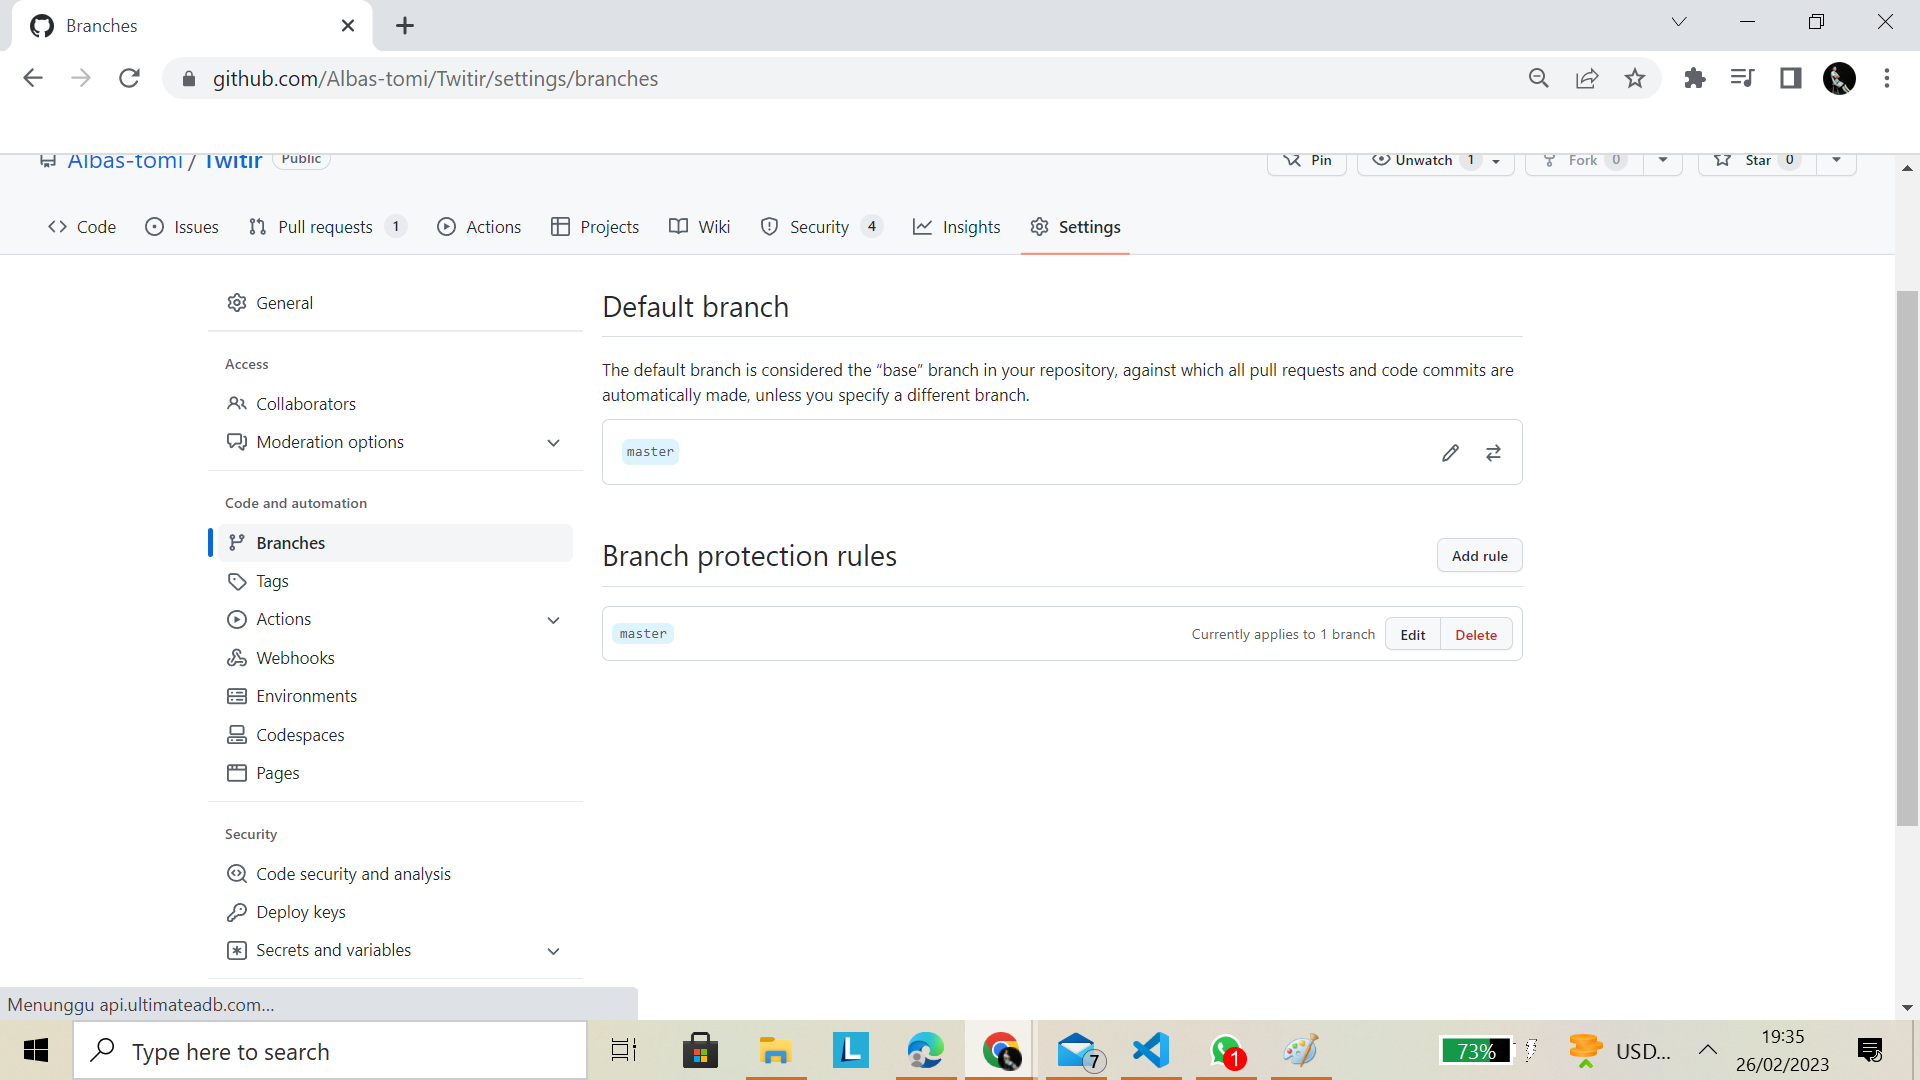 Branches
github.com/Albas-tomi/Twitir/settings/branches
Albas-tomi / Twitir Public
Pin
Unwatch 1
Fork 0
Star 0
Code
Issues
Pull requests 1
Actions
Projects
Wiki
Security 4
Insights
Settings
General
Access
Collaborators
Moderation options
Code and automation
Branches
Tags
Actions
Webhooks
Environments
Codespaces
Pages
Security
Code security and analysis
Deploy keys
Secrets and variables
Default branch
The default branch is considered the “base” branch in your repository, against which all pull requests and code commits are
automatically made, unless you specify a different branch.
master
Branch protection rules
Add rule
master
Currently applies to 1 branch
Edit
Delete
Menunggu api.ultimateadb.com...
Type here to search
L
7
1
73%
USD...
19:35
26/02/2023